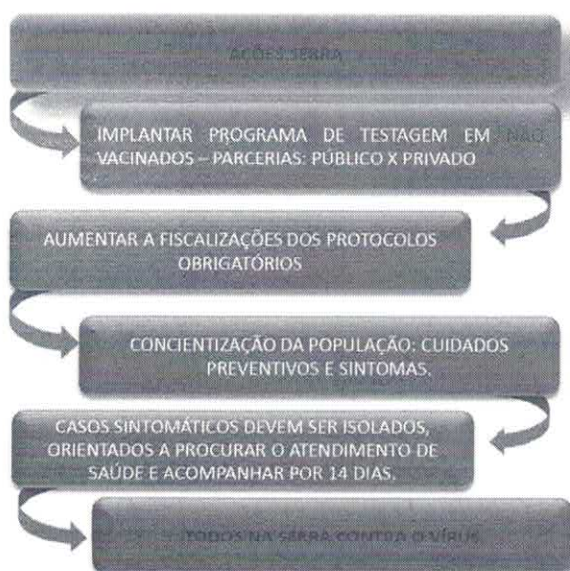 AÇÕES SERRA
IMPLANTAR PROGRAMA DE TESTAGEM EM NÃO
VACINADOS – PARCERIAS: PÚBLICO X PRIVADO
AUMENTAR A FISCALIZAÇÕES DOS PROTOCOLOS
OBRIGATÓRIOS
CONCIENTIZAÇÃO DA POPULAÇÃO: CUIDADOS
PREVENTIVOS E SINTOMAS.
CASOS SINTOMÁTICOS DEVEM SER ISOLADOS,
ORIENTADOS A PROCURAR O ATENDIMENTO DE
SAÚDE E ACOMPANHAR POR 14 DIAS.
TODOS NA SERRA CONTRA O VÍRUS